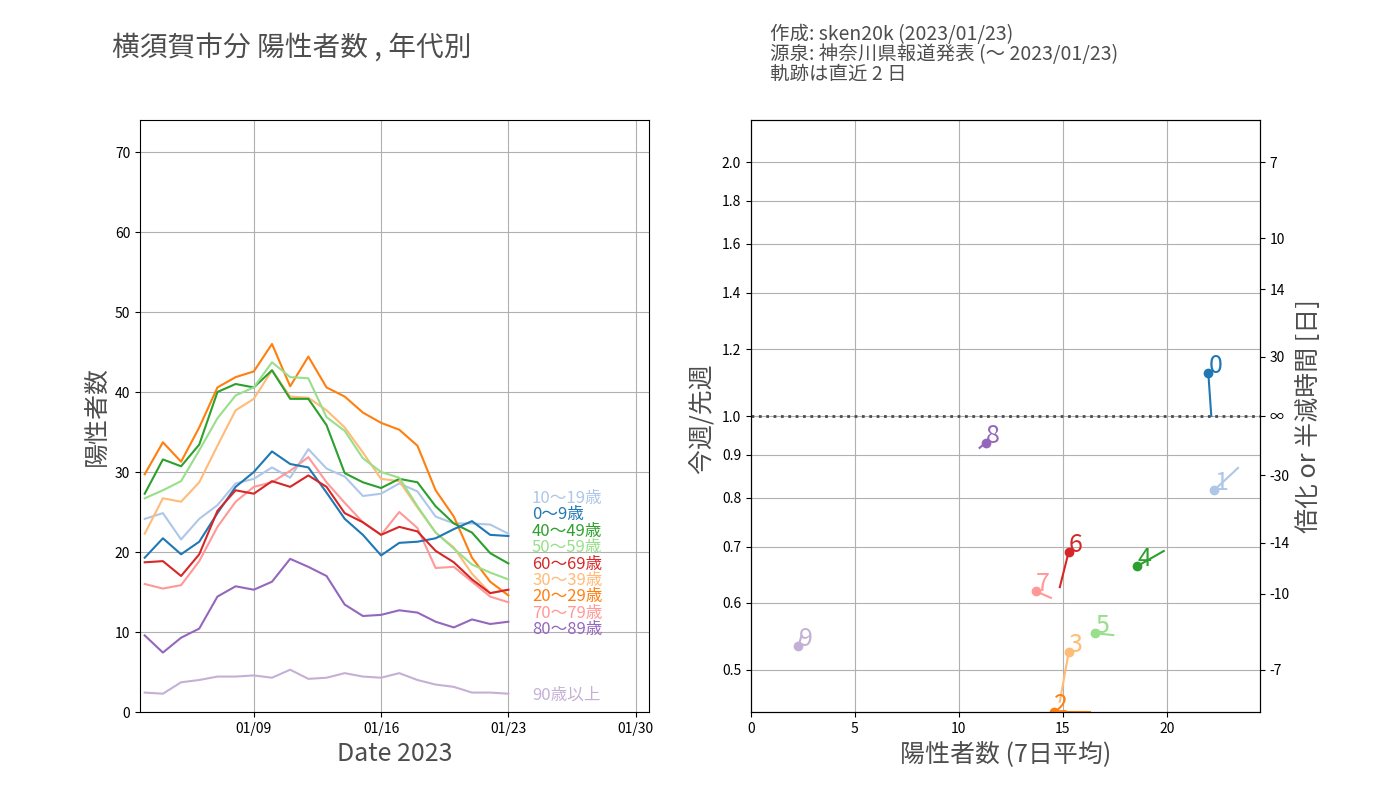 横須賀市分 陽性者数 , 年代別
作成: sken20k (2023/01/23)
源泉: 神奈川県報道発表 (～ 2023/01/23)
軌跡は直近 2 日
陽性者数
70
60
50
40
30
20
10
0
01/09
01/16
01/23
01/30
Date 2023
10～19歳
0～9歳
40～49歳
50～59歳
60～69歳
30～39歳
20～29歳
70～79歳
80～89歳
90歳以上
今週/先週
2.0
1.8
1.6
1.4
1.2
1.0
0.9
0.8
0.7
0.6
0.5
0
5
10
15
20
陽性者数 (7日平均)
0
8
1
6
4
7
5
9
3
2
7
10
14
30
∞
-30
-14
-10
-7
倍化 or 半減時間 [日]